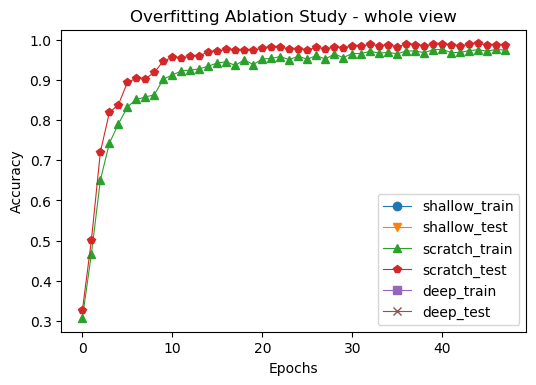 Overfitting Ablation Study - whole view
Accuracy
1.0
0.9
0.8
0.7
0.6
0.5
0.4
0.3
shallow_train
shallow_test
scratch_train
scratch_test
deep_train
deep_test
0
10
20
30
40
Epochs